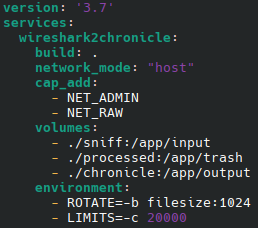 version: '3.7'
services:
  wireshark2chronicle:
    build: .
    network_mode: "host"
    cap_add:
      - NET_ADMIN
      - NET_RAW
    volumes:
      - ./sniff:/app/input
      - ./processed:/app/trash
      - ./chronicle:/app/output
    environment:
      - ROTATE=-b filesize:1024
      - LIMITS=-c 20000